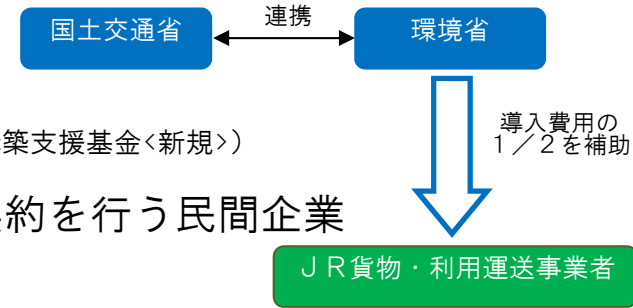 連携
国土交通省
環境省
築支援基金<新規>)
導入費用の
1/2を補助
約を行う民間企業
JR貨物・利用運送事業者